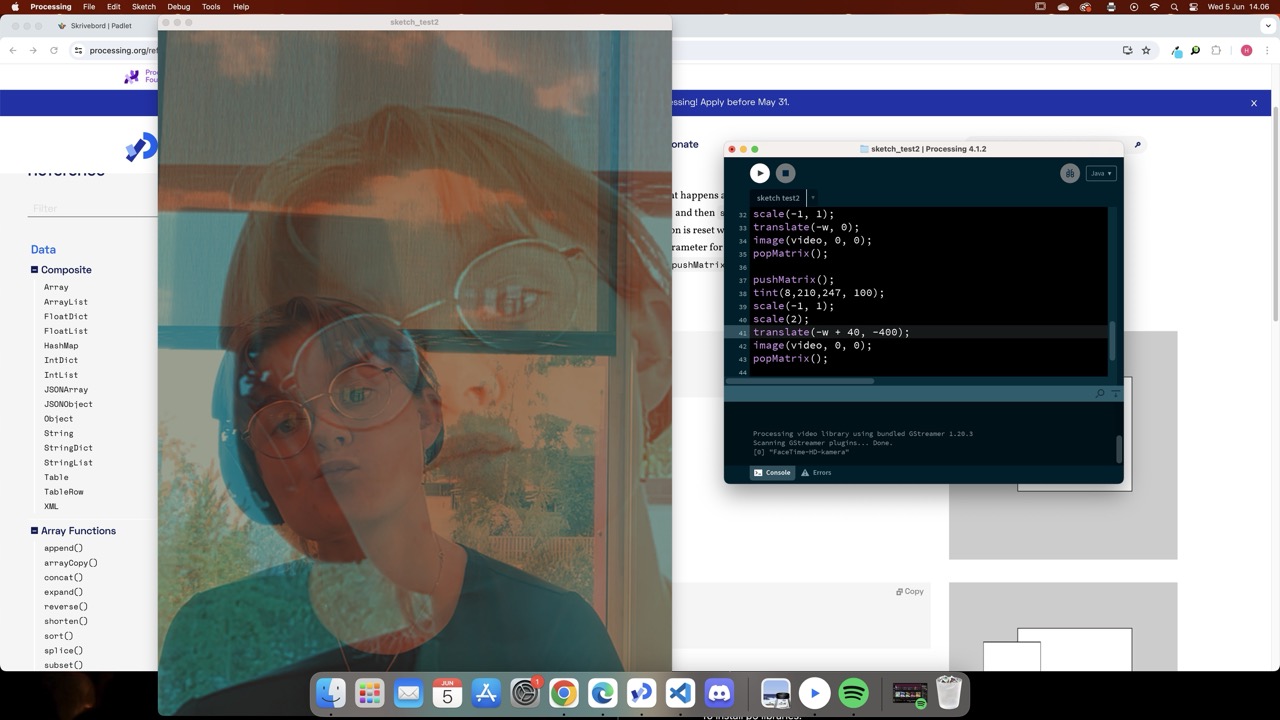 Processing File Edit Sketch Debug Tools Help
Wed 5 Jun 14.06
Skrivebord | Padlet
sketch_test2
processing.org/ref
H
essing! Apply before May 31.
X
onate
Reference
Filter
Data
Composite
Array
ArrayList
FloatDict
FloatList
HashMap
IntDict
IntList
JSONArray
JSONObject
Object
String
StringDict
StringList
Table
TableRow
XML
Array Functions
append()
arrayCopy()
concat()
expand()
reverse()
shorten()
sort()
splice()
subset()
at happens a
and then s
on is reset w
rameter for
pushMatrix
sketch_test2 | Processing 4.1.2
Java
sketch test2
+
32 scale(-1, 1);
33 translate(-w, 0);
34 image(video, 0, 0);
35 popMatrix();
36
37 pushMatrix();
38 tint(8,210,247, 100);
39 scale(-1, 1);
40 scale(2);
41 translate(-w + 40, -400);
42 image(video, 0, 0);
43 popMatrix();
44
Processing video library using bundled GStreamer 1.20.3
Scanning GStreamer plugins... Done.
[0] "FaceTime-HD-kamera"
Console Errors
Copy
JUN
5
1